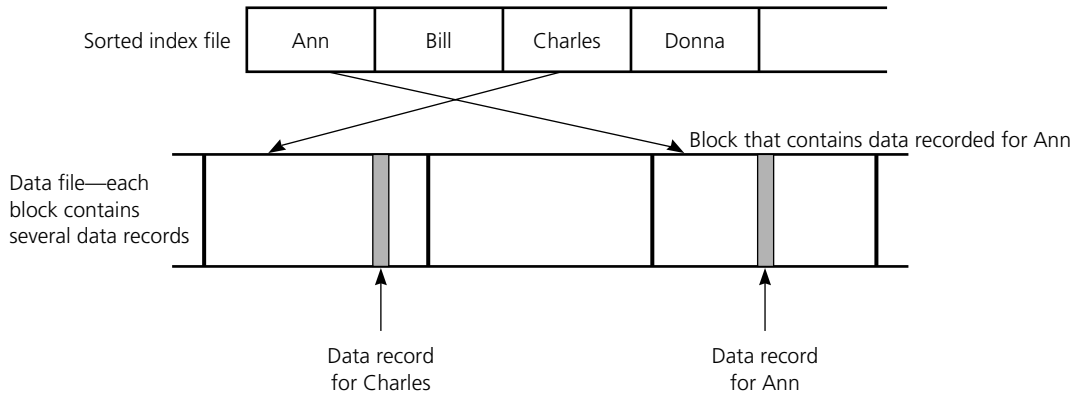 Sorted index file
Ann
Bill
Charles
Donna
Block that contains data recorded for Ann
Data file—each
block contains
several data records
Data record
for Charles
Data record
for Ann